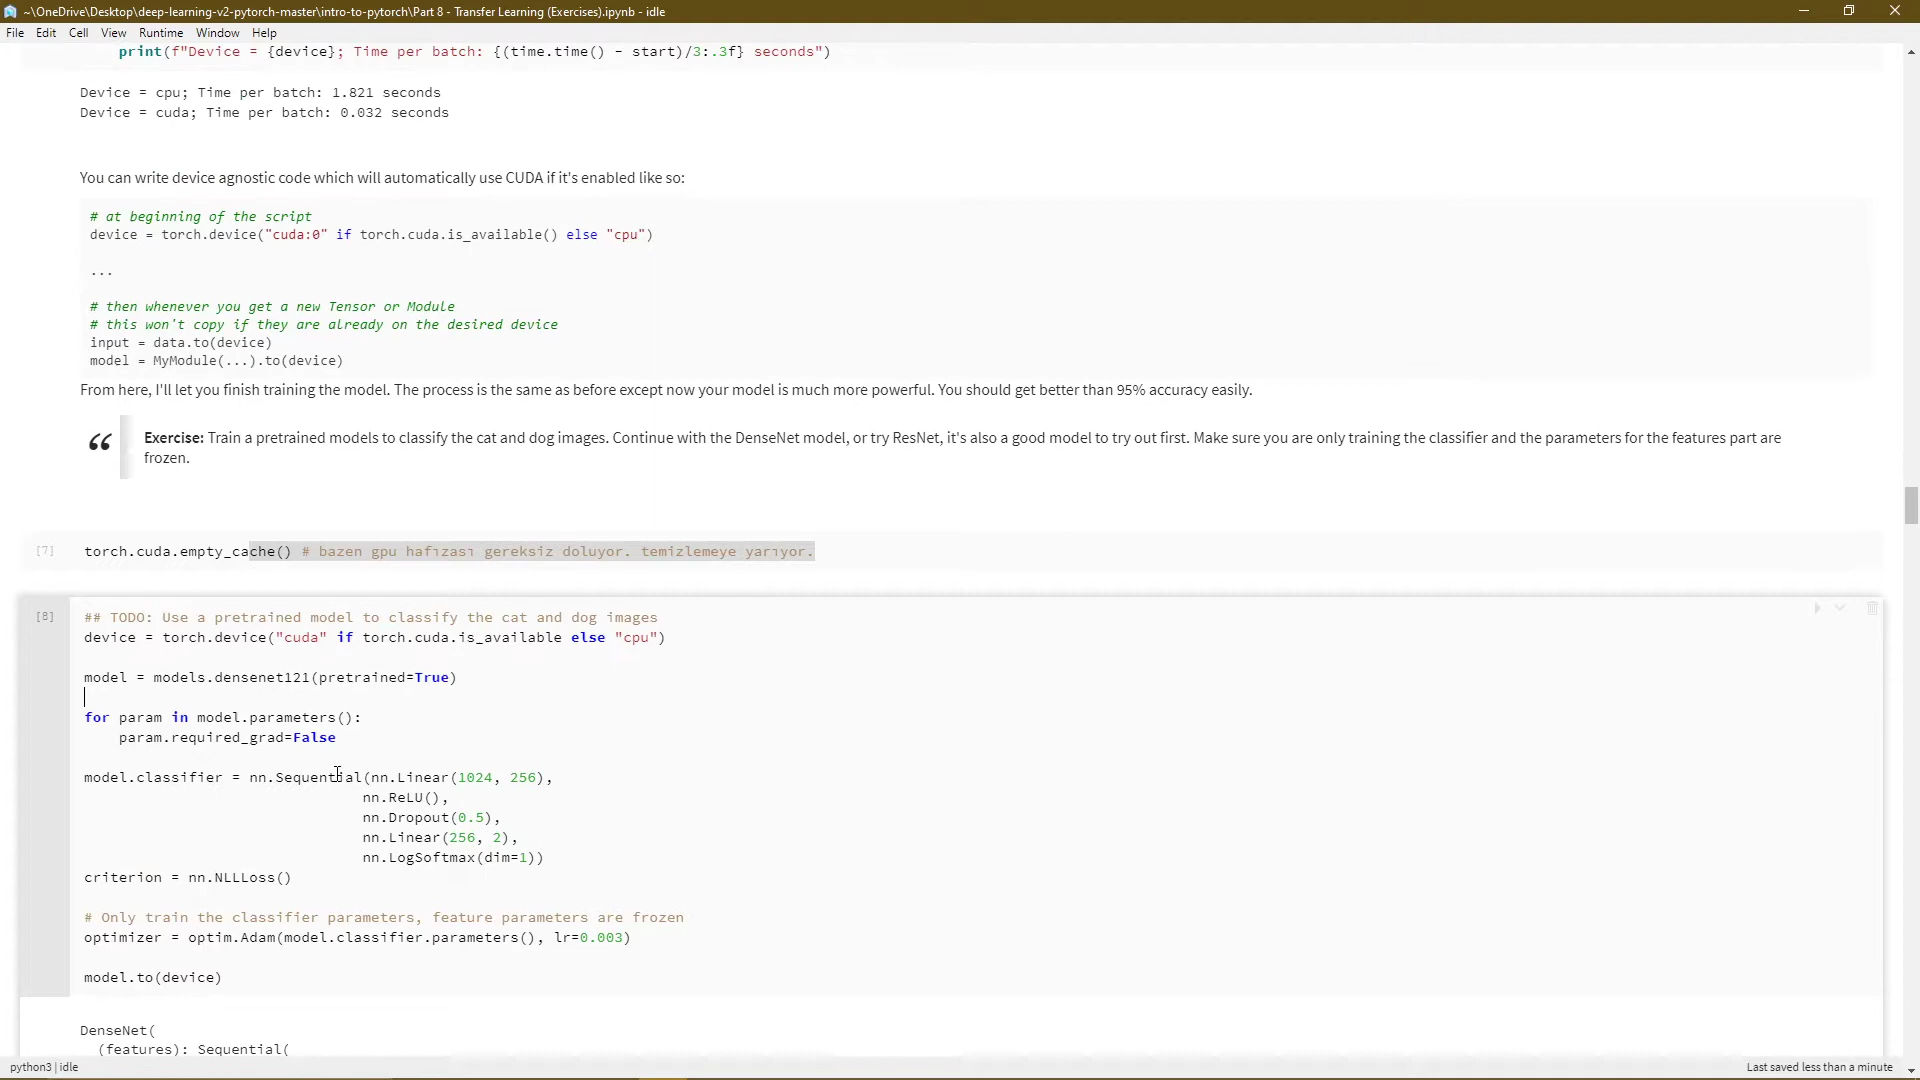 ~\OneDrive\Desktop\deep-learning-v2-pytorch-master\intro-to-pytorch\Part 8 - Transfer Learning (Exercises).ipynb - idle
File Edit Cell View Runtime Window Help
print(f"Device = {device}; Time per batch: {(time.time() - start)/3:.3f} seconds")
Device = cpu; Time per batch: 1.821 seconds
Device = cuda; Time per batch: 0.032 seconds
You can write device agnostic code which will automatically use CUDA if it's enabled like so:
# at beginning of the script
device = torch.device("cuda:0" if torch.cuda.is_available() else "cpu")
...
# then whenever you get a new Tensor or Module
# this won't copy if they are already on the desired device
input = data.to(device)
model = MyModule(...).to(device)
From here, I'll let you finish training the model. The process is the same as before except now your model is much more powerful. You should get better than 95% accuracy easily.
“ Exercise: Train a pretrained models to classify the cat and dog images. Continue with the DenseNet model, or try ResNet, it's also a good model to try out first. Make sure you are only training the classifier and the parameters for the features part are
frozen.
[7] torch.cuda.empty_cache() # bazen gpu hafızası gereksiz doluyor. temizlemeye yarıyor.
[8] ## TODO: Use a pretrained model to classify the cat and dog images
device = torch.device("cuda" if torch.cuda.is_available else "cpu")
model = models.densenet121(pretrained=True)
for param in model.parameters():
param.required_grad=False
model.classifier = nn.Sequential(nn.Linear(1024, 256),
nn.ReLU(),
nn.Dropout(0.5),
nn.Linear(256, 2),
nn.LogSoftmax(dim=1))
criterion = nn.NLLLoss()
# Only train the classifier parameters, feature parameters are frozen
optimizer = optim.Adam(model.classifier.parameters(), lr=0.003)
model.to(device)
DenseNet(
(features): Sequential(
python3 | idle
Last saved less than a minute